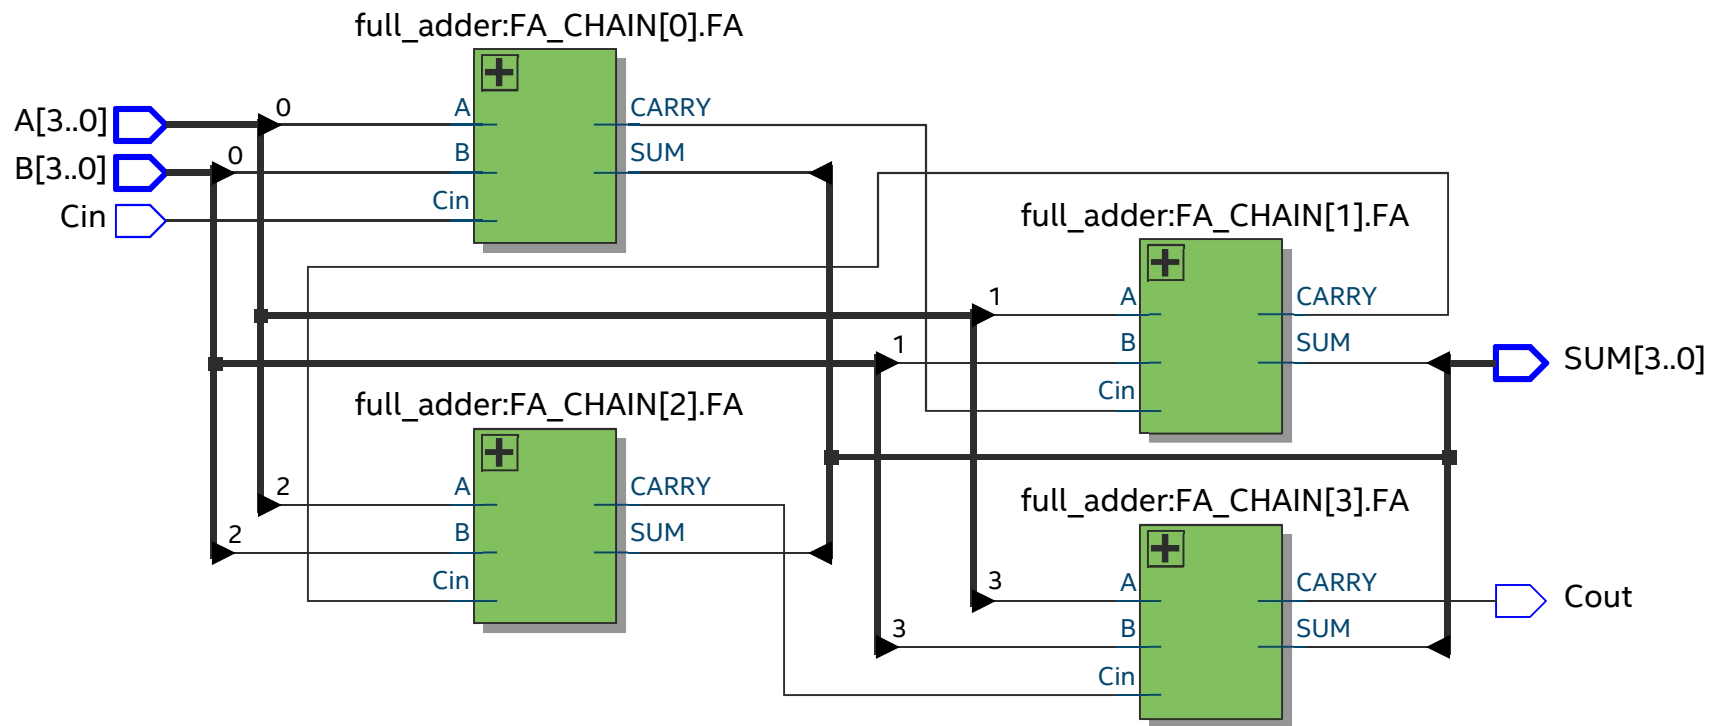 full_adder:FA_CHAIN[0].FA
A[3..0]
0
A
CARRY
B[3..0]
0
B
SUM
Cin
Cin
full_adder:FA_CHAIN[1].FA
1
A
CARRY
1
B
SUM
SUM[3..0]
Cin
full_adder:FA_CHAIN[2].FA
2
A
CARRY
2
B
SUM
Cin
full_adder:FA_CHAIN[3].FA
3
A
CARRY
Cout
3
B
SUM
Cin